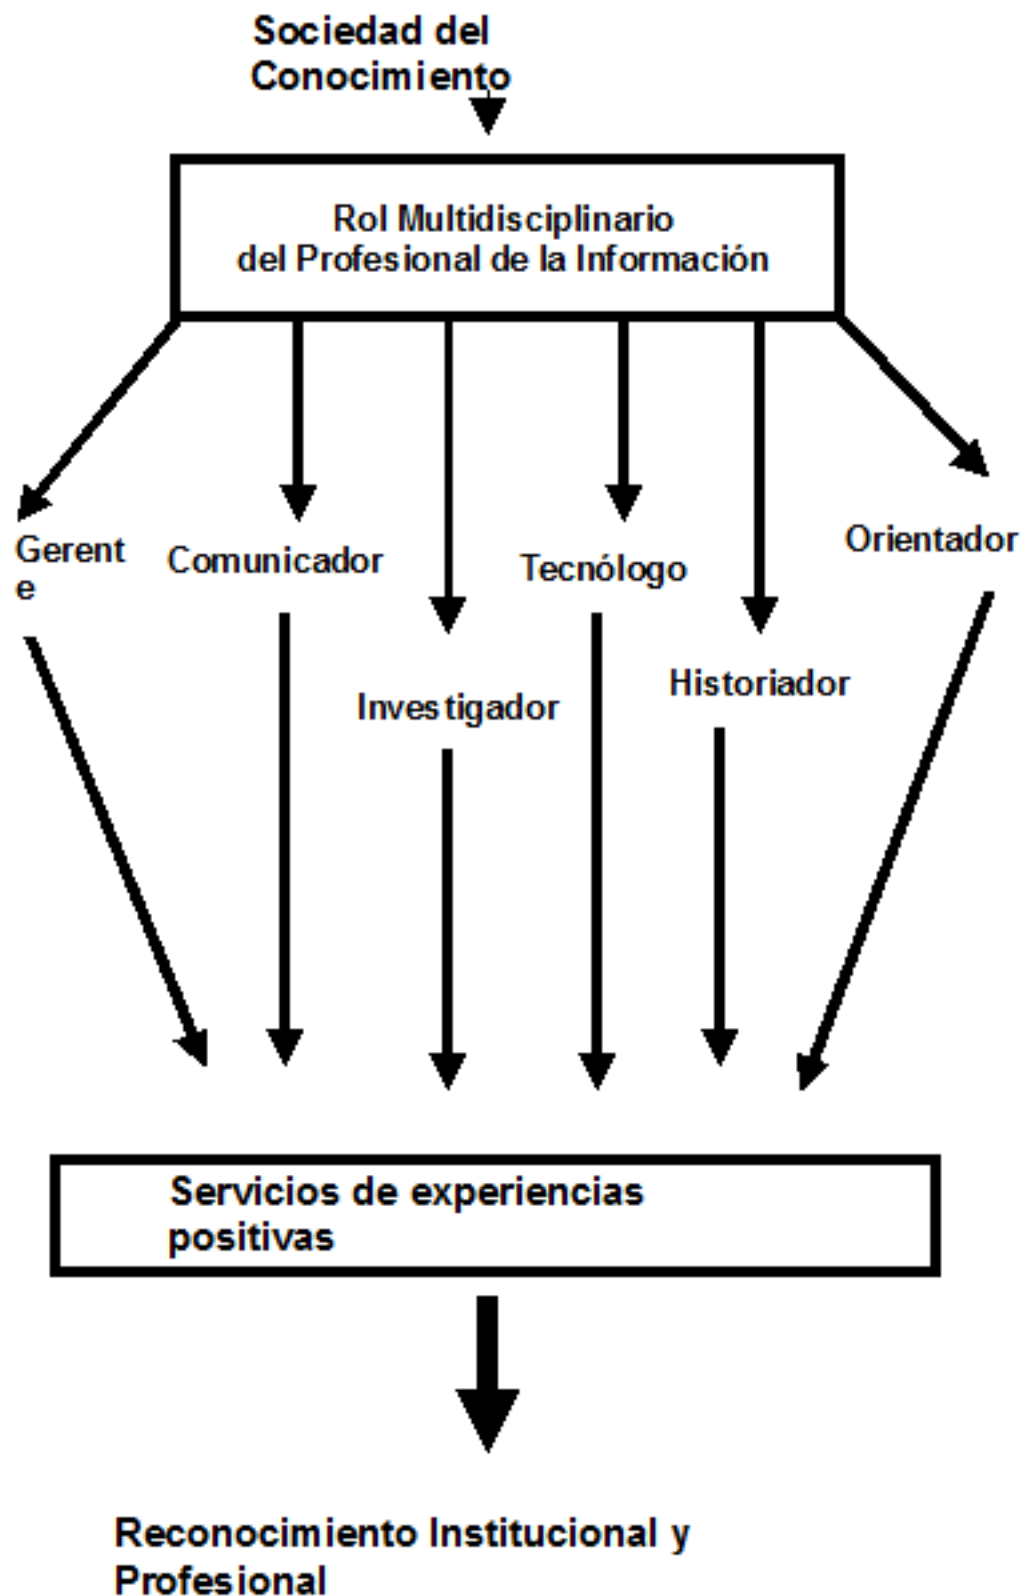 Sociedad del
Conocimiento
Rol Multidisciplinario
del Profesional de la Información
Gerent
e
Comunicador
Tecnólogo
Orientador
Investigador
Historiador
Servicios de experiencias
positivas
Reconocimiento Institucional y
Profesional